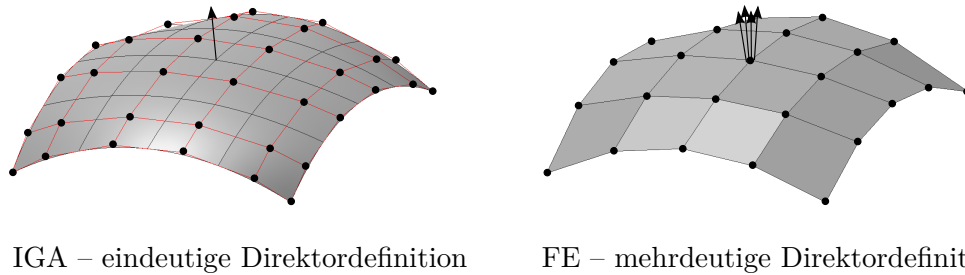 IGA – eindeutige Direktordefinition
FE – mehrdeutige Direktordefinit